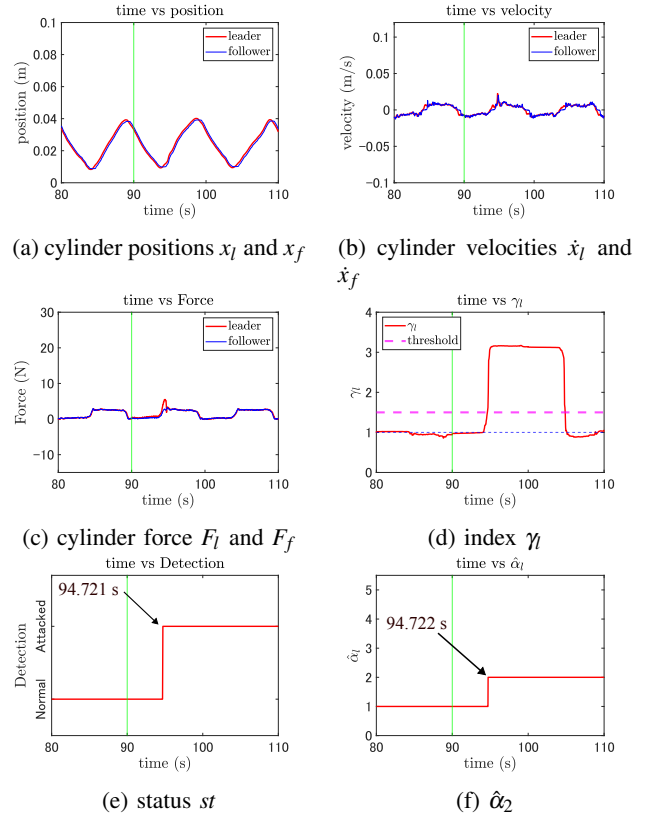 time vs position
0.1
0.08
0.06
0.04
0.02
0
position (m)
leader
follower
80
90
100
110
time (s)
(a) cylinder positions x_l and x_f
time vs velocity
0.1
0.05
0
−0.05
−0.1
velocity (m/s)
leader
follower
80
90
100
110
time (s)
(b) cylinder velocities ẋ_l and
ẋ_f
time vs Force
30
20
10
0
−10
Force (N)
leader
follower
80
90
100
110
time (s)
(c) cylinder force F_l and F_f
time vs γ_l
4
3
2
1
0
γ_l
γ_l
threshold
80
90
100
110
time (s)
(d) index γ_l
time vs Detection
Detection
Attacked
Normal
94.721 s
80
90
100
110
time (s)
(e) status st
time vs α̂_l
5
4
3
2
1
0
α̂_l
94.722 s
80
90
100
110
time (s)
(f) α̂_2